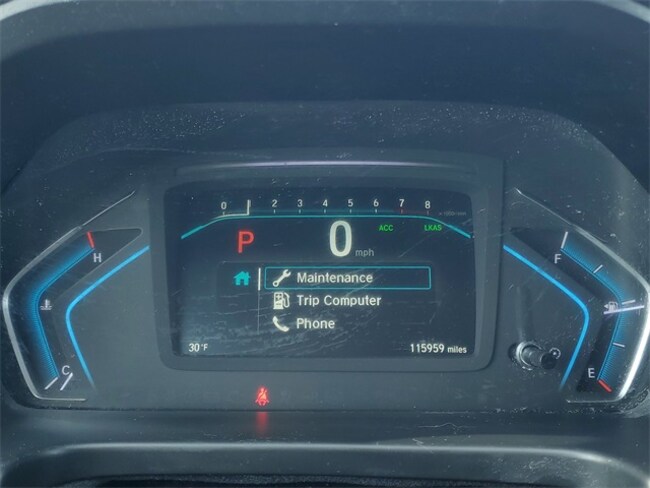 0 2 3 4 5 6 7 8
P 0 mph ACC LKAS
H
F
Maintenance
Trip Computer
Phone
C
E
30°F
115959 miles